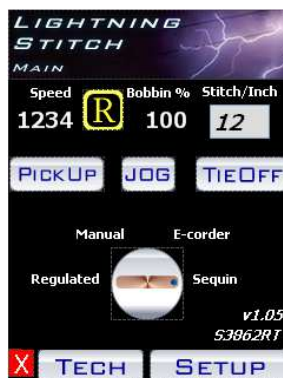 LIGHTNING
STITCH
MAIN
Speed Bobbin % Stitch/Inch
1234 R 100 12
PICKUP JOG TIEOFF
Manual E-corder
Regulated Sequin
v1.05
S3862RT
X TECH SETUP